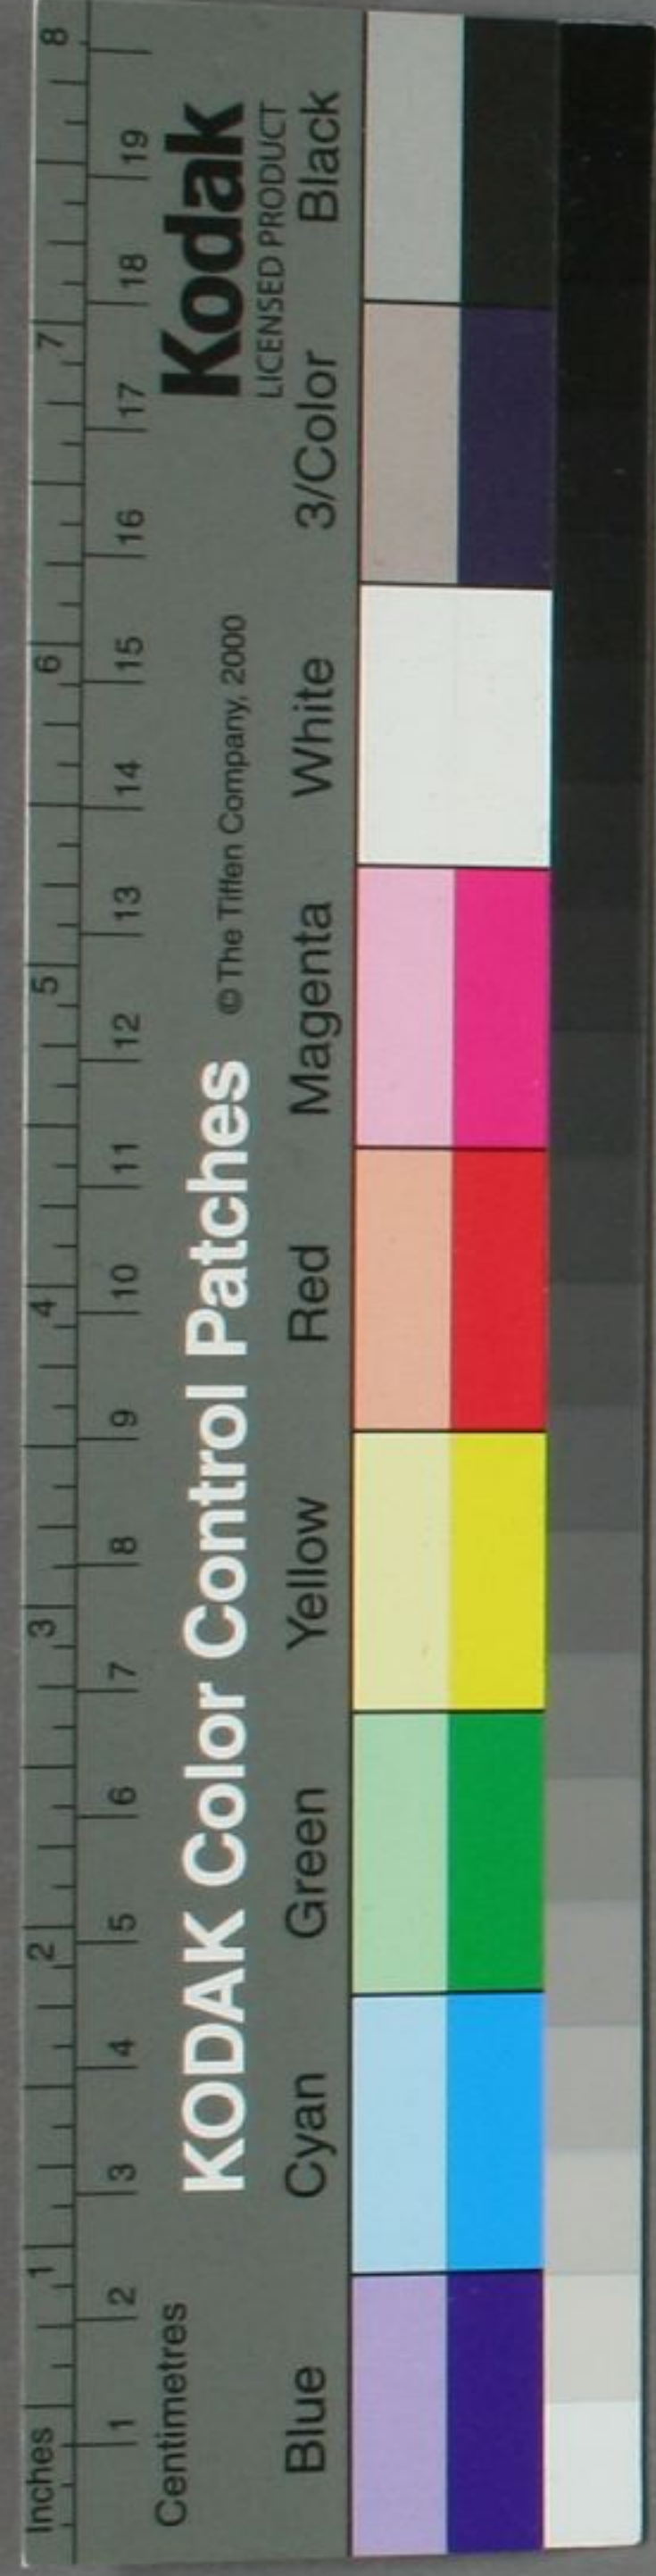 Inches 1 2 3 4 5 6 7 8
1 2 3 4 5 6 7 8 9 10 11 12 13 14 15 16 17 18 19
Centimetres
KODAK Color Control Patches © The Tiffen Company, 2000
Kodak
LICENSED PRODUCT
Blue Cyan Green Yellow Red Magenta White 3/Color Black